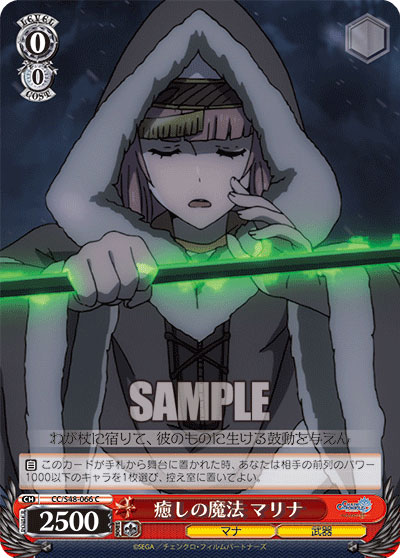 LEVEL
0
0
COST
SAMPLE
わが杖に宿りて、彼のものに生ける鼓動を与えん
このカードが手札から舞台に置かれた時、あなたは相手の前列のパワー
1000以下のキャラを1枚選び、控え室に置いてよい。
CH CC/S48-066 C
POWER
2500
癒しの魔法 マリナ
マナ
武器
©SEGA/チェンクロ・フィルムパートナーズ